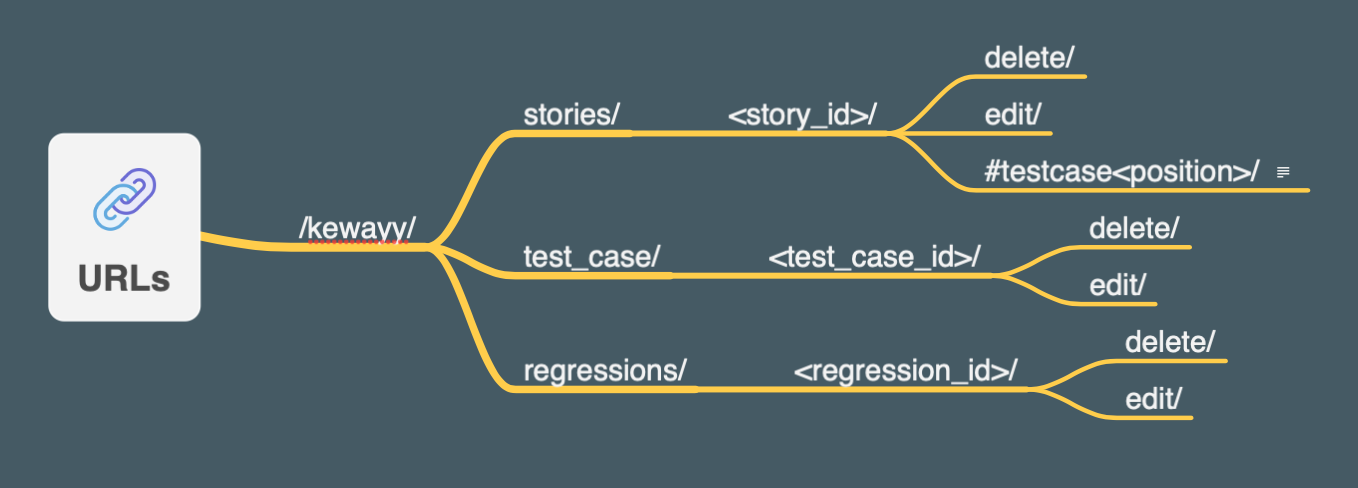 URLs
/kewayy/
stories/
<story_id>/
delete/
edit/
#testcase<position>/
test_case/
<test_case_id>/
delete/
edit/
regressions/
<regression_id>/
delete/
edit/